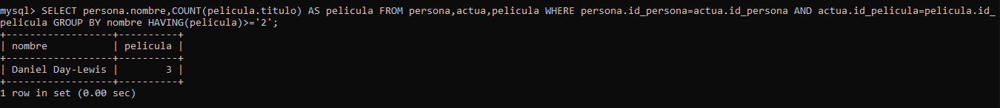 mysql> SELECT persona.nombre,COUNT(pelicula.titulo) AS pelicula FROM persona,actua,pelicula WHERE persona.id_persona=actua.id_persona AND actua.id_pelicula=pelicula.id_
pelicula GROUP BY nombre HAVING(pelicula)>='2';
+------------------+----------+
| nombre           | pelicula |
+------------------+----------+
| Daniel Day-Lewis |        3 |
+------------------+----------+
1 row in set (0.00 sec)